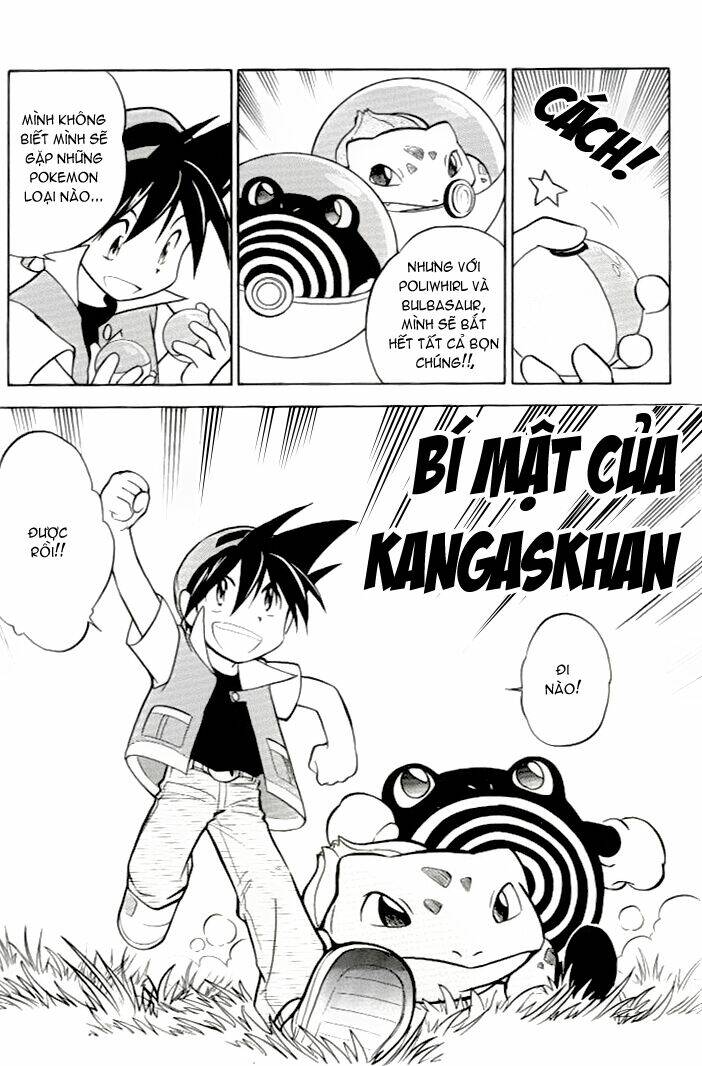 MÌNH KHÔNG
BIẾT MÌNH SẼ
GẶP NHỮNG
POKEMON
LOẠI NÀO...
NHƯNG VỚI
POLIWHIRL VÀ
BULBASAUR,
MÌNH SẼ BẮT
HẾT TẤT CẢ BỌN
CHÚNG!!,
CÁCH!
BÍ MẬT CỦA
KANGASKHAN
ĐƯỢC
RỒI!!
ĐI
NÀO!